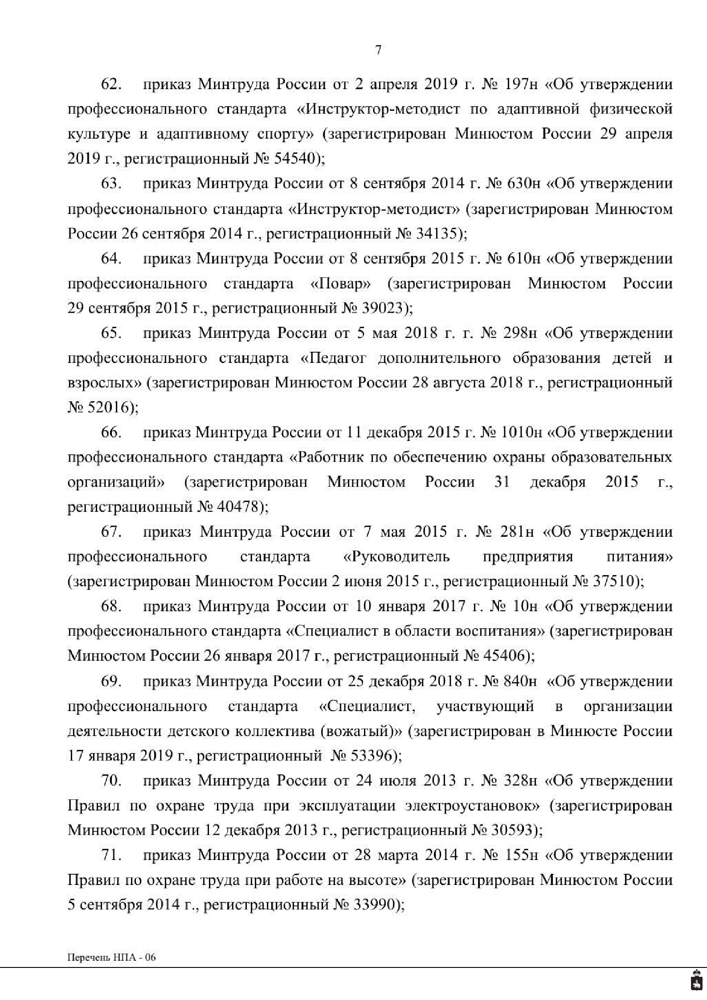 7
62. приказ Минтруда России от 2 апреля 2019 г. № 197н «Об утверждении
профессионального стандарта «Инструктор-методист по адаптивной физической
культуре и адаптивному спорту» (зарегистрирован Минюстом России 29 апреля
2019 г., регистрационный № 54540);
63. приказ Минтруда России от 8 сентября 2014 г. № 630н «Об утверждении
профессионального стандарта «Инструктор-методист» (зарегистрирован Минюстом
России 26 сентября 2014 г., регистрационный № 34135);
64. приказ Минтруда России от 8 сентября 2015 г. № 610н «Об утверждении
профессионального стандарта «Повар» (зарегистрирован Минюстом России
29 сентября 2015 г., регистрационный № 39023);
65. приказ Минтруда России от 5 мая 2018 г. г. № 298н «Об утверждении
профессионального стандарта «Педагог дополнительного образования детей и
взрослых» (зарегистрирован Минюстом России 28 августа 2018 г., регистрационный
№ 52016);
66. приказ Минтруда России от 11 декабря 2015 г. № 1010н «Об утверждении
профессионального стандарта «Работник по обеспечению охраны образовательных
организаций» (зарегистрирован Минюстом России 31 декабря 2015 г.,
регистрационный № 40478);
67. приказ Минтруда России от 7 мая 2015 г. № 281н «Об утверждении
профессионального стандарта «Руководитель предприятия питания»
(зарегистрирован Минюстом России 2 июня 2015 г., регистрационный № 37510);
68. приказ Минтруда России от 10 января 2017 г. № 10н «Об утверждении
профессионального стандарта «Специалист в области воспитания» (зарегистрирован
Минюстом России 26 января 2017 г., регистрационный № 45406);
69. приказ Минтруда России от 25 декабря 2018 г. № 840н «Об утверждении
профессионального стандарта «Специалист, участвующий в организации
деятельности детского коллектива (вожатый)» (зарегистрирован в Минюсте России
17 января 2019 г., регистрационный № 53396);
70. приказ Минтруда России от 24 июля 2013 г. № 328н «Об утверждении
Правил по охране труда при эксплуатации электроустановок» (зарегистрирован
Минюстом России 12 декабря 2013 г., регистрационный № 30593);
71. приказ Минтруда России от 28 марта 2014 г. № 155н «Об утверждении
Правил по охране труда при работе на высоте» (зарегистрирован Минюстом России
5 сентября 2014 г., регистрационный № 33990);
Перечень НПА - 06